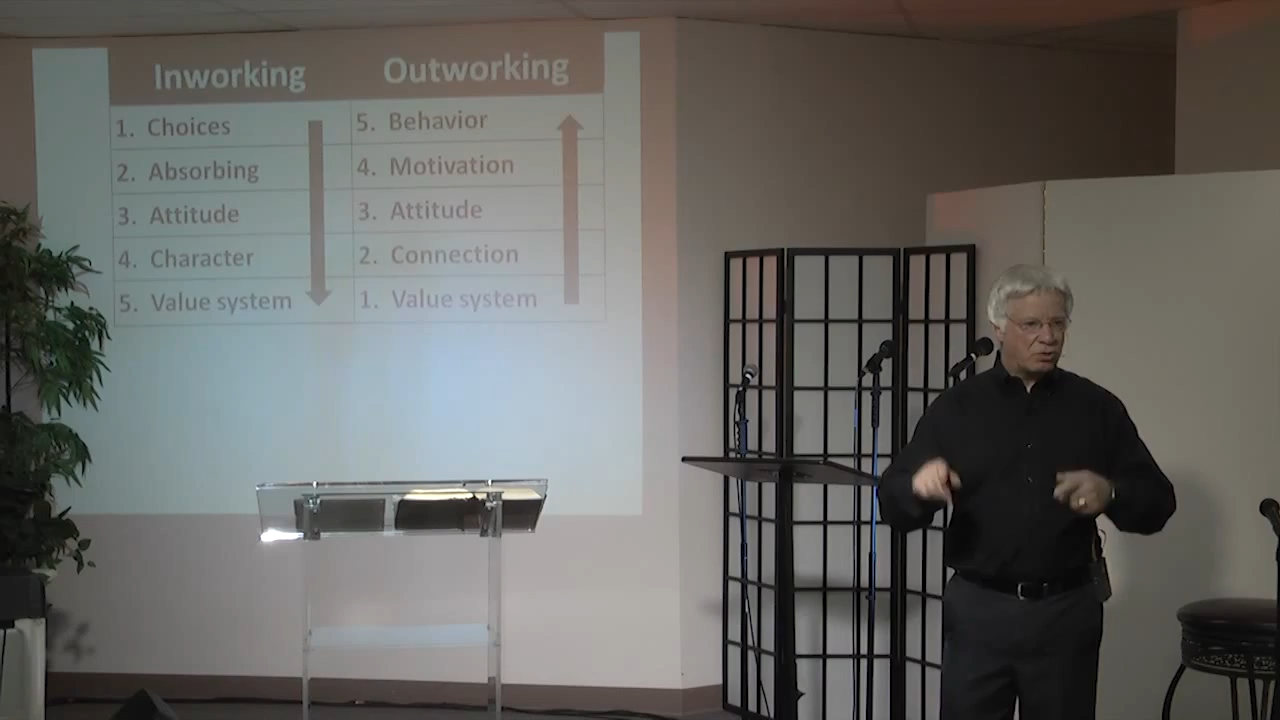 Inworking Outworking
1. Choices 5. Behavior
2. Absorbing 4. Motivation
3. Attitude 3. Attitude
4. Character 2. Connection
5. Value system 1. Value system